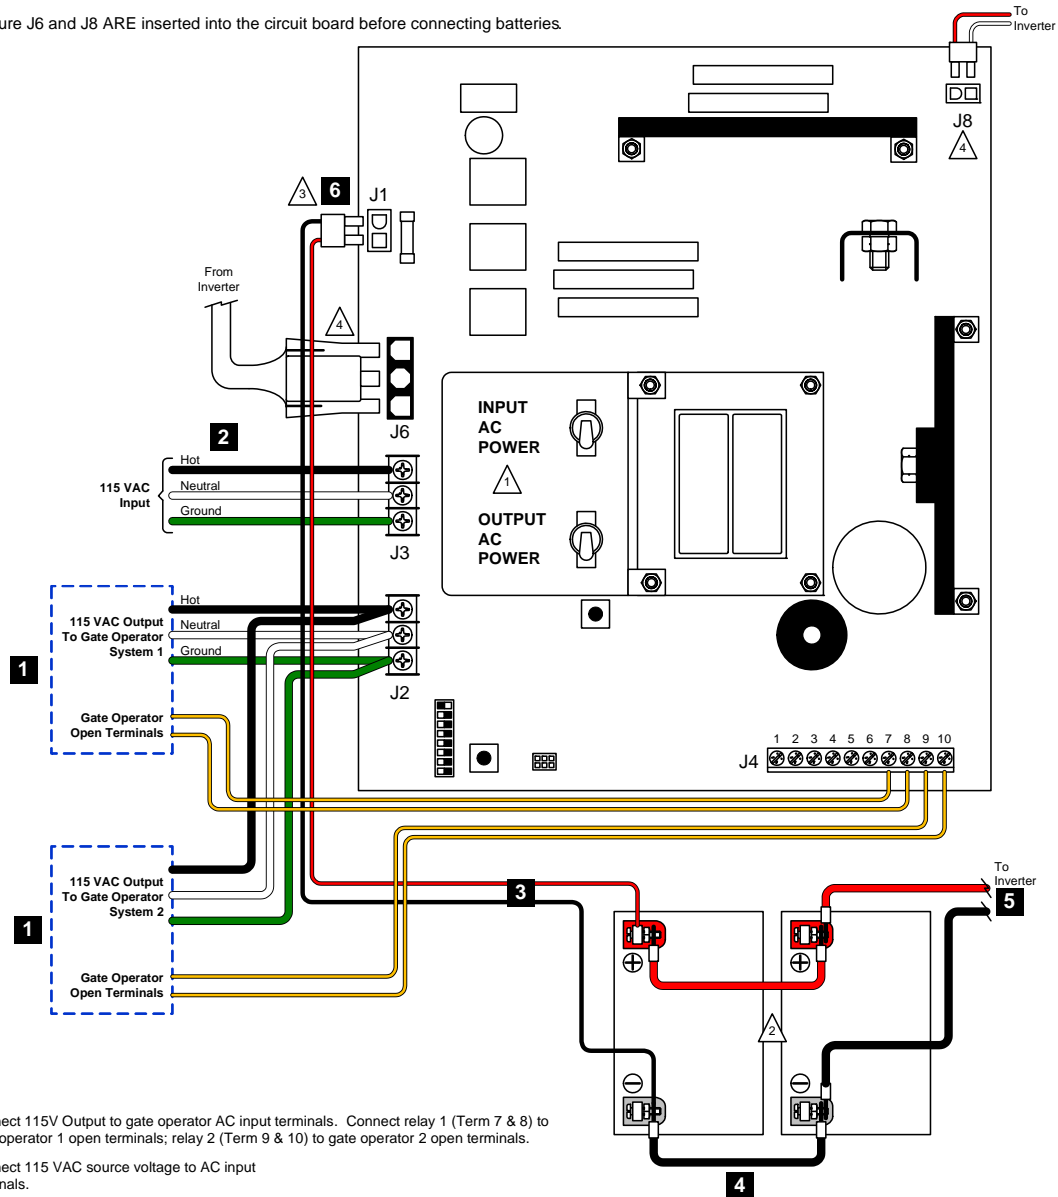 ure J6 and J8 ARE inserted into the circuit board before connecting batteries.
To
Inverter
J8
4
3
6
J1
From
Inverter
4
J6
INPUT
AC
POWER
1
OUTPUT
AC
POWER
2
Hot
115 VAC
Input
Neutral
Ground
J3
Hot
115 VAC Output
To Gate Operator
System 1
Neutral
Ground
1
J2
Gate Operator
Open Terminals
J4
1 2 3 4 5 6 7 8 9 10
115 VAC Output
To Gate Operator
System 2
1
Gate Operator
Open Terminals
3
To
Inverter
5
+ +
2
− −
4
nect 115V Output to gate operator AC input terminals. Connect relay 1 (Term 7 & 8) to
operator 1 open terminals; relay 2 (Term 9 & 10) to gate operator 2 open terminals.
nect 115 VAC source voltage to AC input
inals.